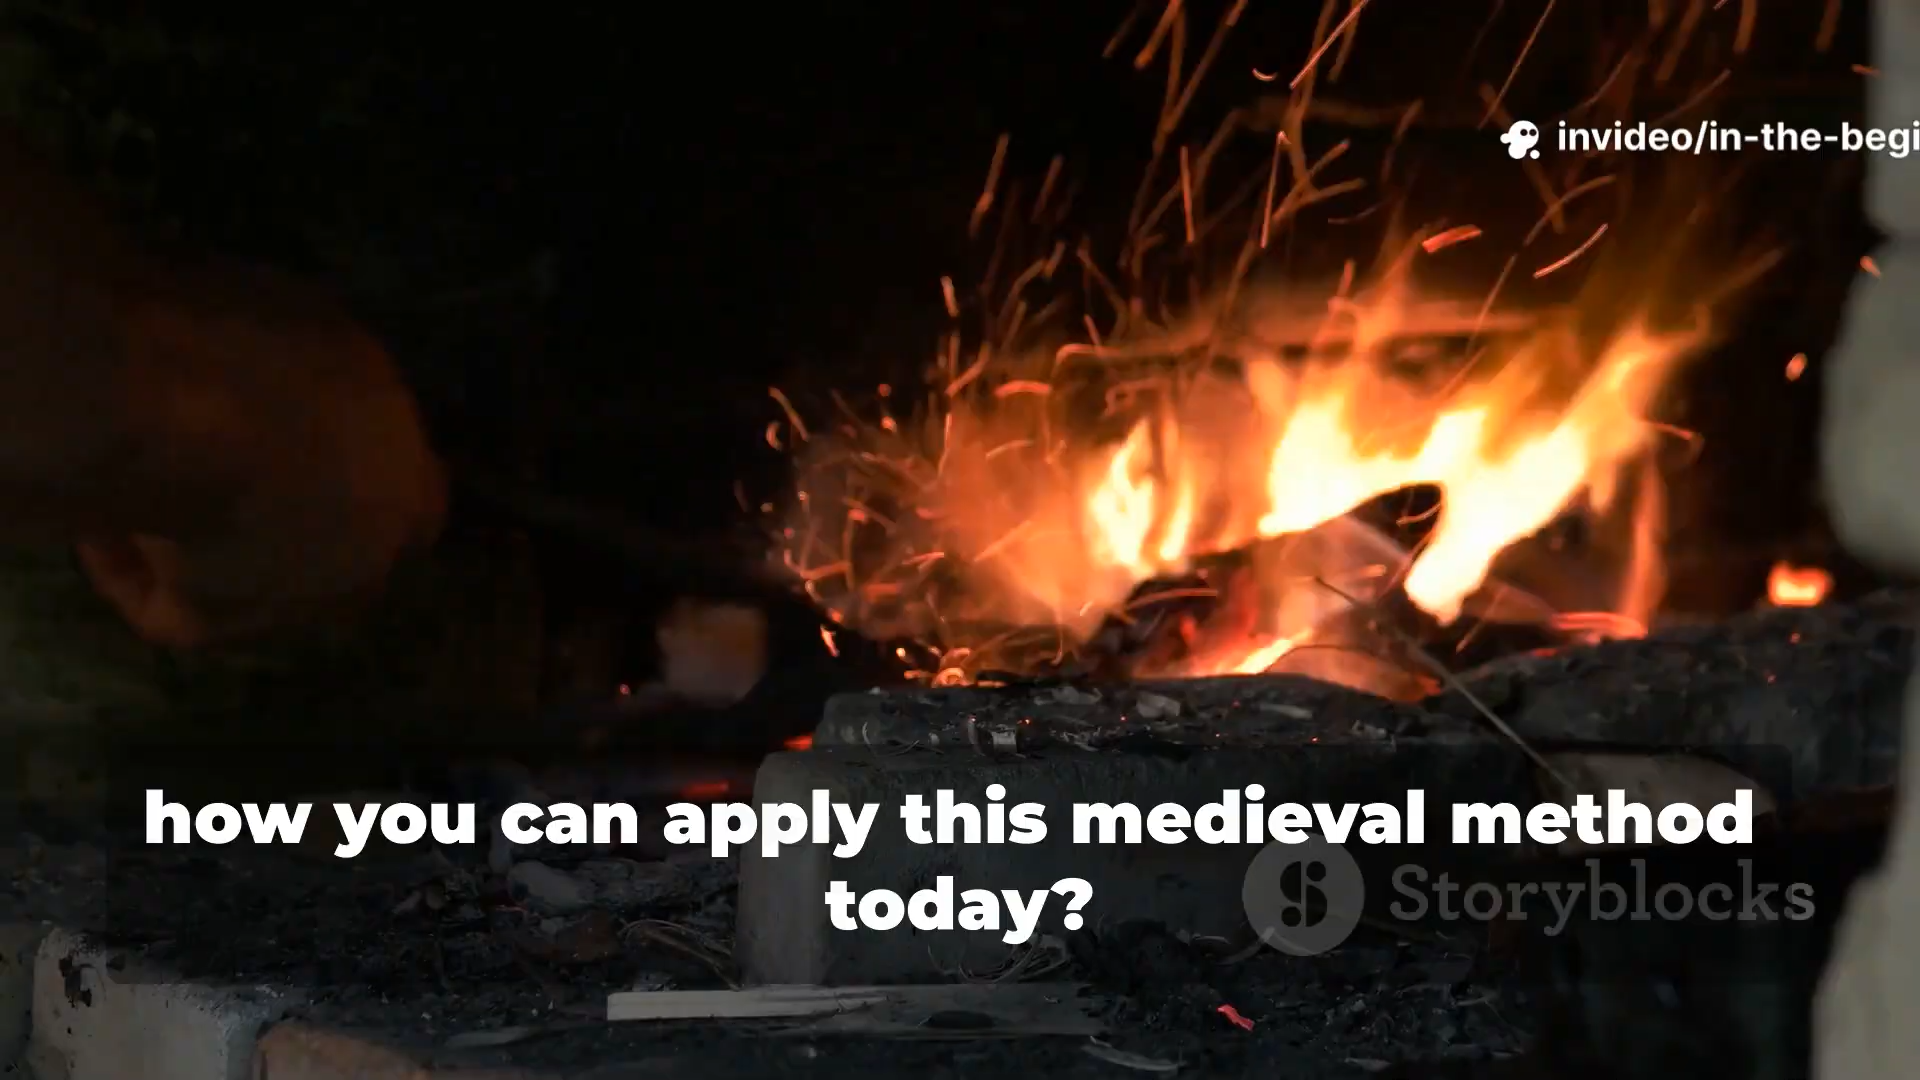 invideo/in-the-begi
how you can apply this medieval method
today?
Storyblocks